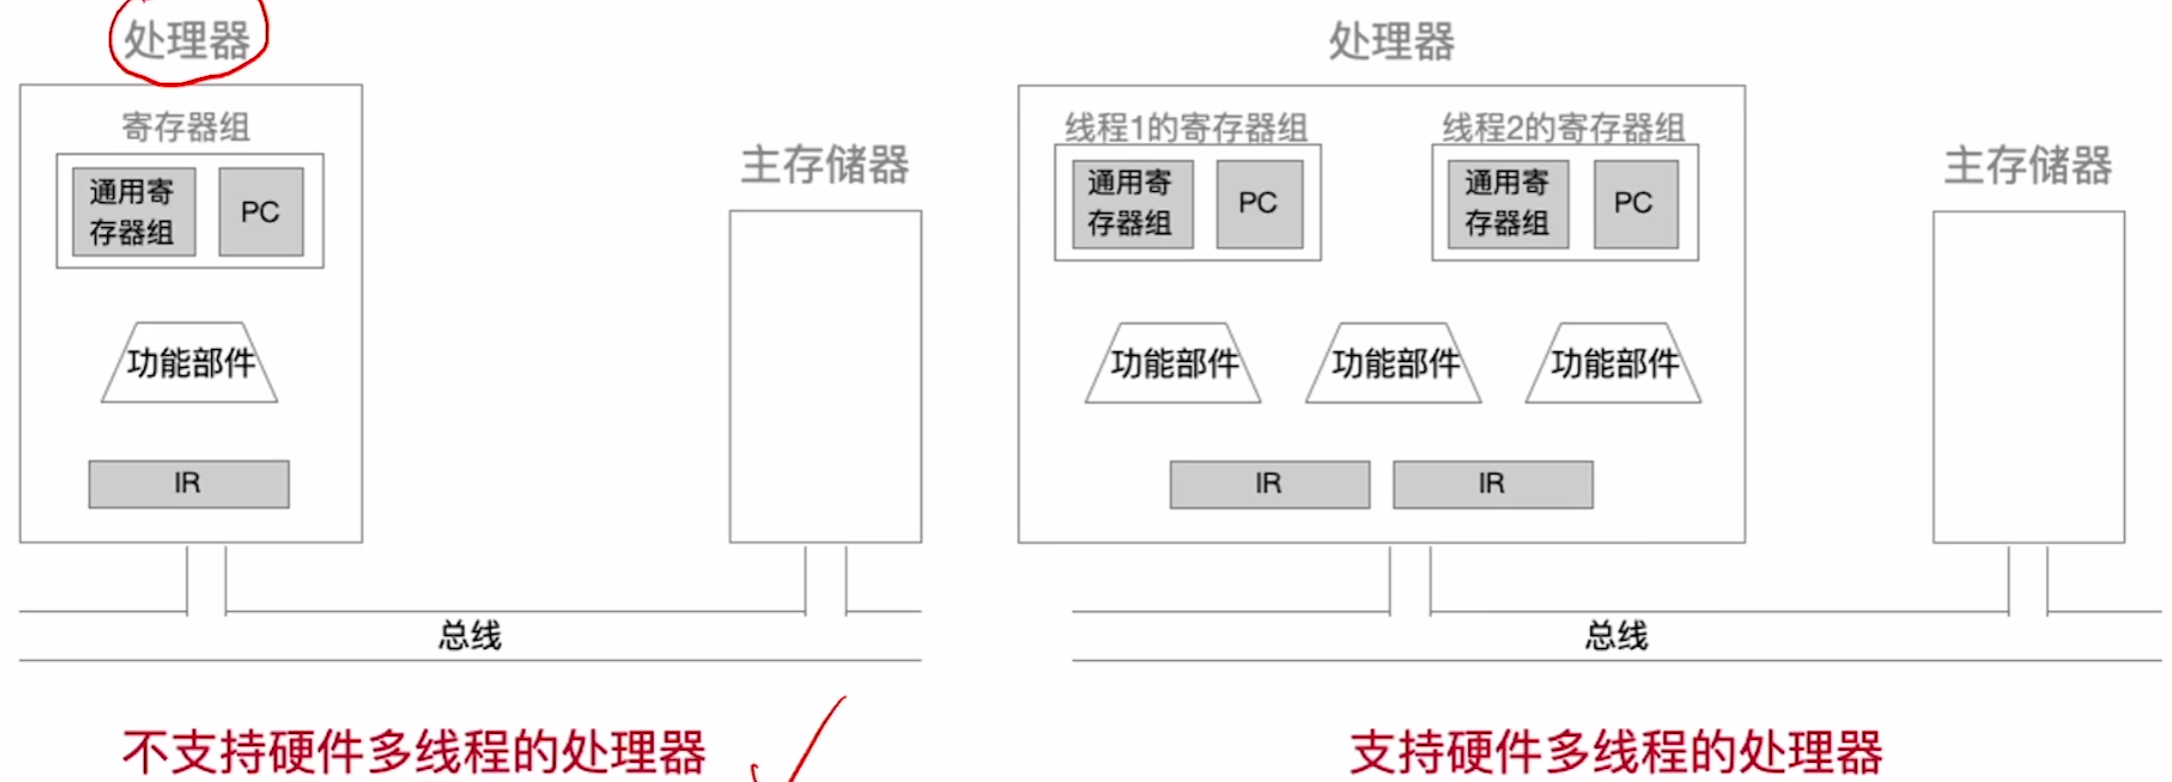 处理器
寄存器组
通用寄
存器组
PC
功能部件
IR
主存储器
总线
不支持硬件多线程的处理器
处理器
线程1的寄存器组
通用寄
存器组
PC
线程2的寄存器组
通用寄
存器组
PC
功能部件
功能部件
功能部件
IR
IR
主存储器
总线
支持硬件多线程的处理器